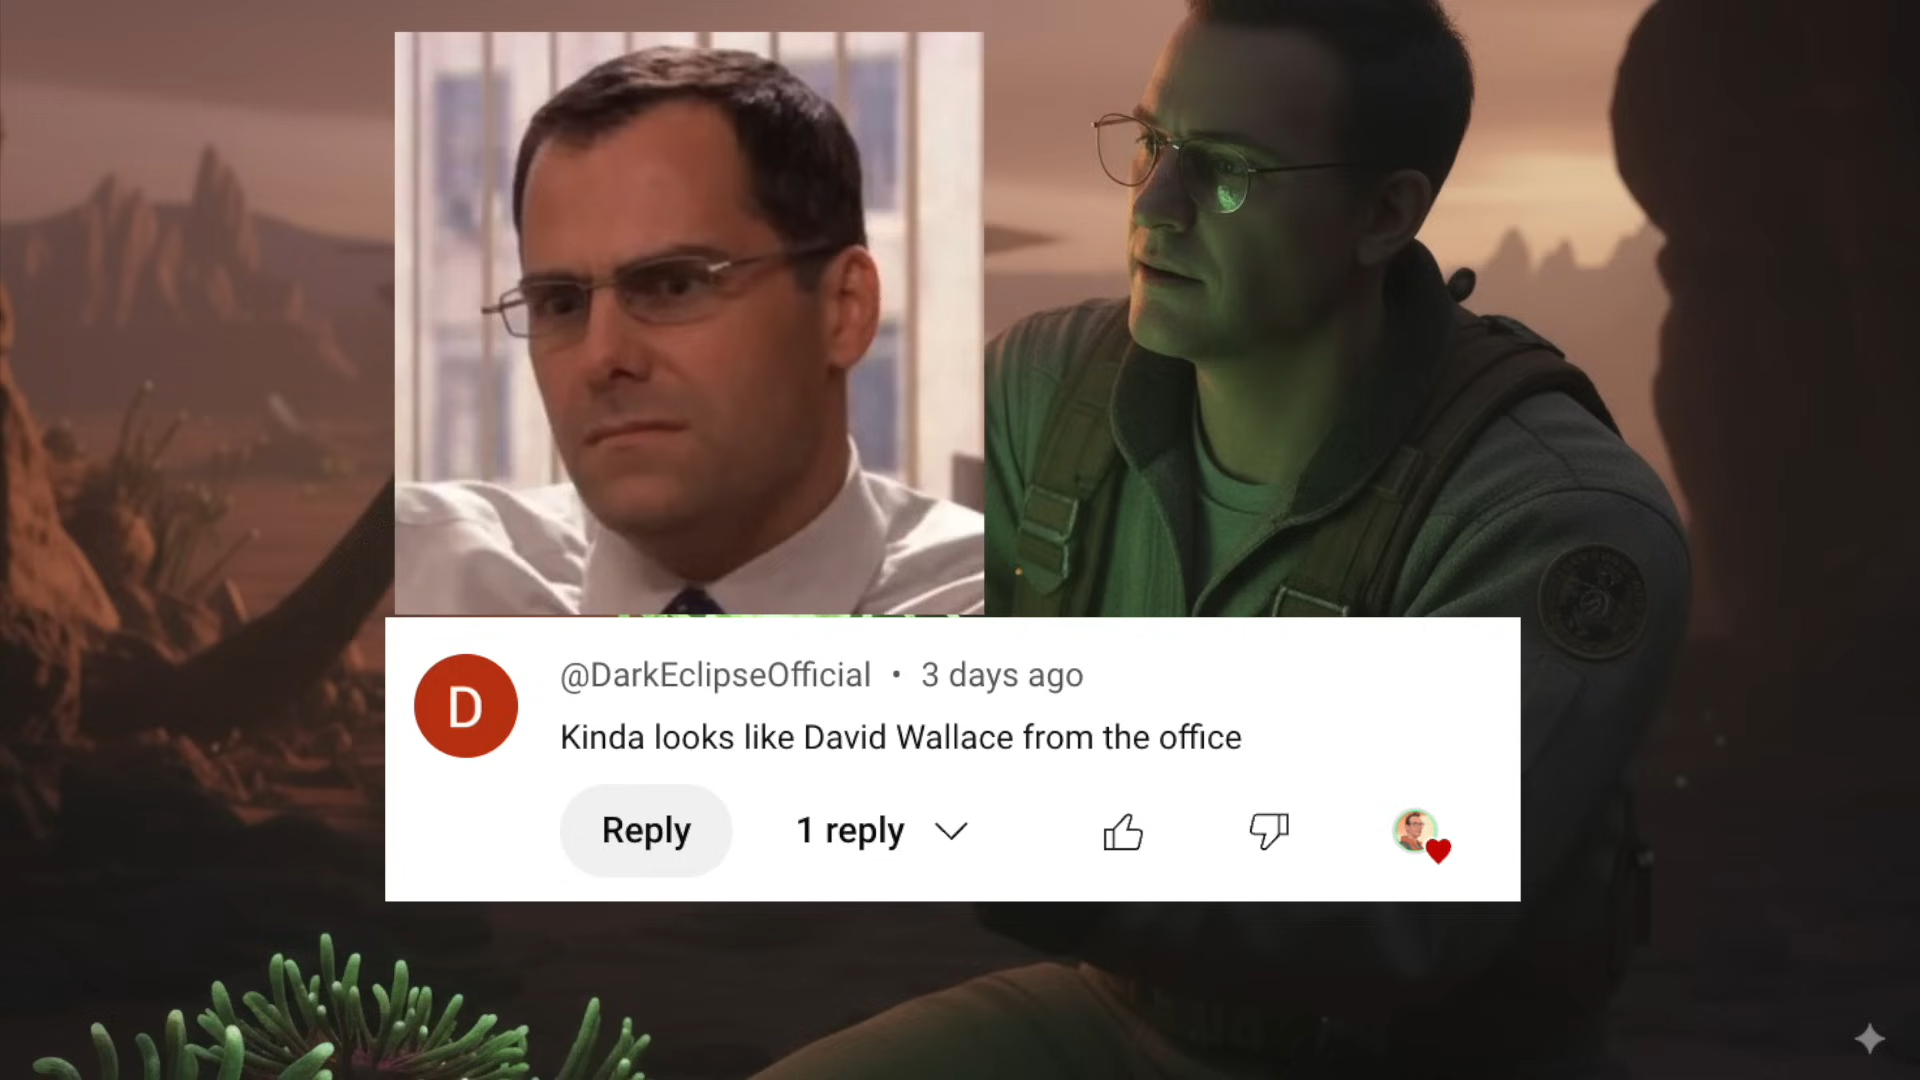 D
@DarkEclipseOfficial • 3 days ago
Kinda looks like David Wallace from the office
Reply
1 reply